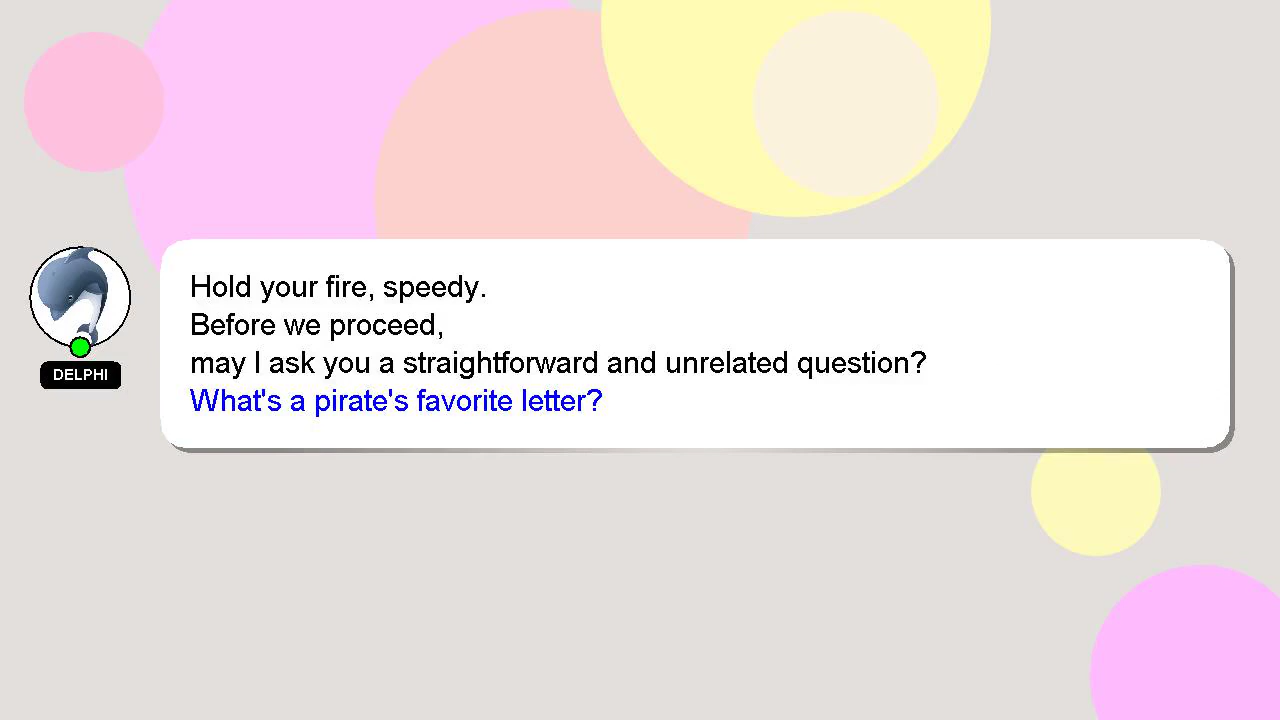 Hold your fire, speedy.
Before we proceed,
may I ask you a straightforward and unrelated question?
What's a pirate's favorite letter?
DELPHI